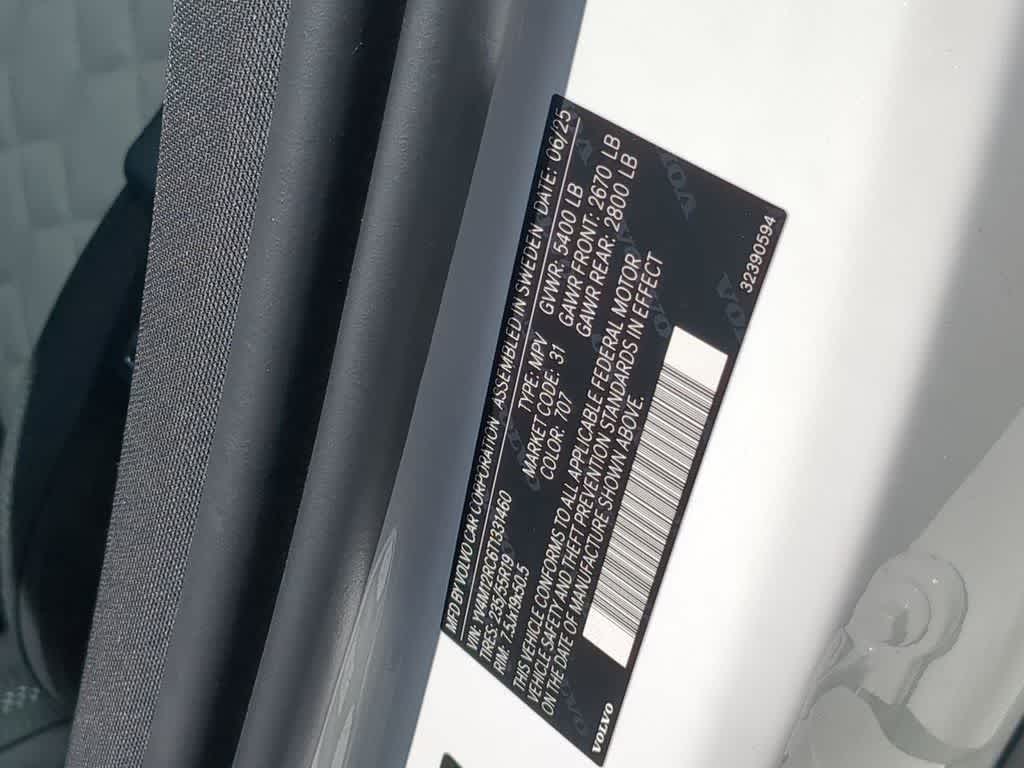 MFD BY VOLVO CAR CORPORATION ASSEMBLED IN SWEDEN DATE: 06/25
VIN: YV4M12RC6T1333460 TYPE: MPV GVWR: 5400 LB
TIRES: 235/55R19 MARKET CODE: 31 GAWR FRONT: 2670 LB
RIM: 7.5Jx19x50.5 COLOR: 707 GAWR REAR: 2800 LB
THIS VEHICLE CONFORMS TO ALL APPLICABLE FEDERAL MOTOR
VEHICLE SAFETY AND THEFT PREVENTION STANDARDS IN EFFECT
ON THE DATE OF MANUFACTURE SHOWN ABOVE.
VOLVO 32390594